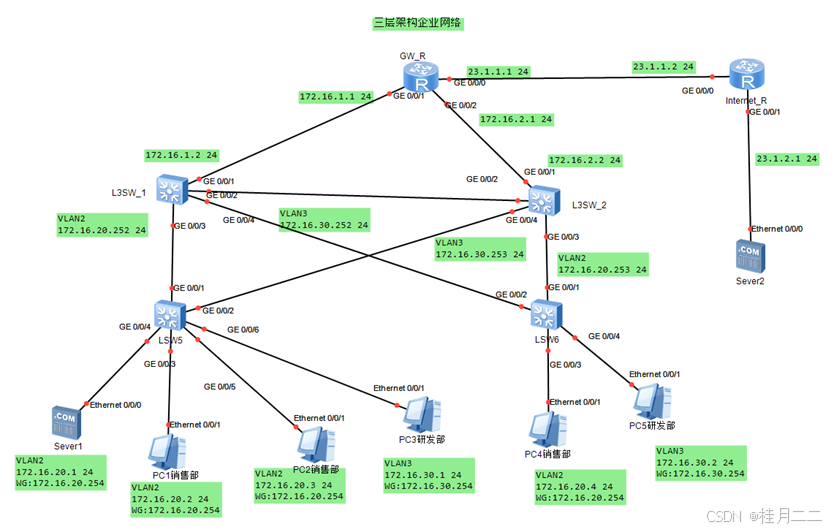 三层架构企业网络
GW_R
23.1.1.1 24
23.1.1.2 24
GE 0/0/0
GE 0/0/0
Internet_R
172.16.1.1 24
GE 0/0/1
GE 0/0/2
GE 0/0/1
172.16.2.1 24
172.16.1.2 24
172.16.2.2 24
23.1.2.1 24
GE 0/0/1
GE 0/0/2
GE 0/0/1
L3SW_1
GE 0/0/2
L3SW_2
VLAN2
172.16.20.252 24
GE 0/0/4
VLAN3
172.16.30.252 24
GE 0/0/4
GE 0/0/3
GE 0/0/3
Ethernet 0/0/0
VLAN3
172.16.30.253 24
VLAN2
172.16.20.253 24
Sever2
GE 0/0/1
GE 0/0/2
GE 0/0/2
GE 0/0/1
GE 0/0/4
GE 0/0/6
LSW5
LSW6
GE 0/0/4
GE 0/0/3
GE 0/0/3
GE 0/0/5
Ethernet 0/0/1
Ethernet 0/0/1
Ethernet 0/0/0
Ethernet 0/0/1
Ethernet 0/0/1
Ethernet 0/0/1
Sever1
PC1销售部
PC2销售部
PC3研发部
PC4销售部
PC5研发部
VLAN2
172.16.20.1 24
WG:172.16.20.254
VLAN2
172.16.20.2 24
WG:172.16.20.254
VLAN2
172.16.20.3 24
WG:172.16.20.254
VLAN3
172.16.30.1 24
WG:172.16.30.254
VLAN2
172.16.20.4 24
WG:172.16.20.254
VLAN3
172.16.30.2 24
WG:172.16.30.254
CSDN @桂月二二